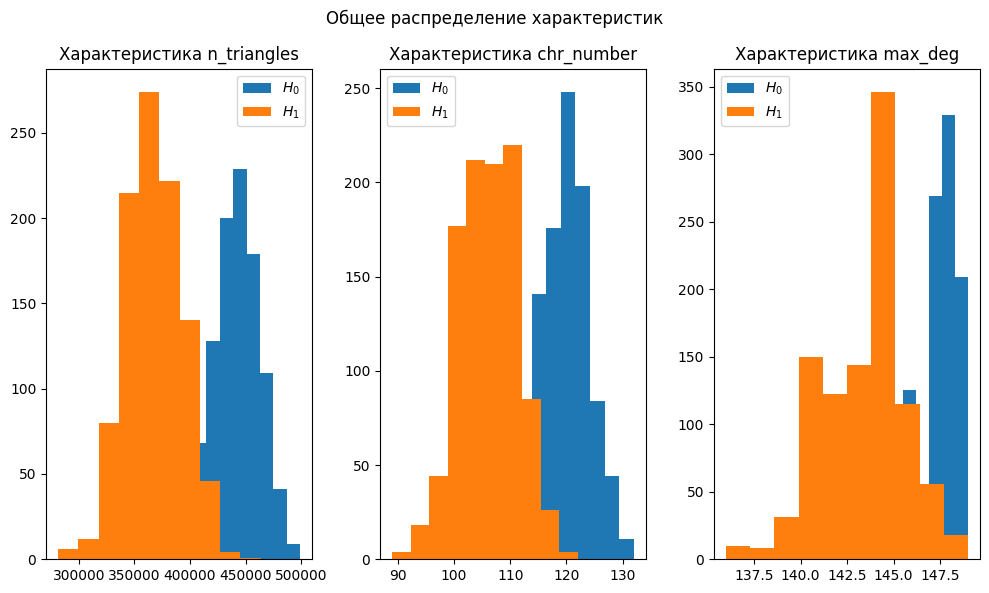 Общее распределение характеристик
Характеристика n_triangles
H₀
H₁
250
200
150
100
50
0
300000 350000 400000 450000 500000
Характеристика chr_number
H₀
H₁
250
200
150
100
50
0
90 100 110 120 130
Характеристика max_deg
H₀
H₁
350
300
250
200
150
100
50
0
137.5 140.0 142.5 145.0 147.5